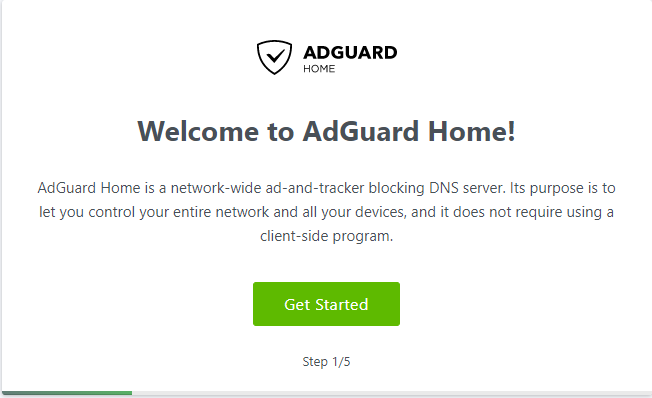 ADGUARD
HOME
Welcome to AdGuard Home!
AdGuard Home is a network-wide ad-and-tracker blocking DNS server. Its purpose is to
let you control your entire network and all your devices, and it does not require using a
client-side program.
Get Started
Step 1/5